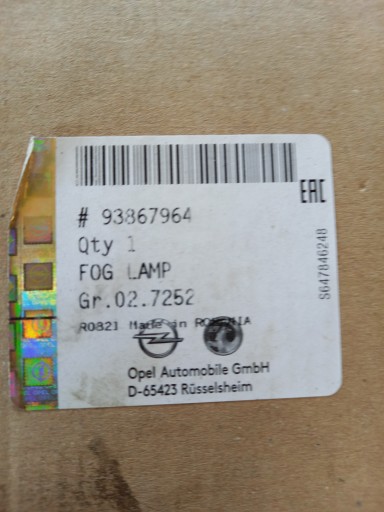 # 93867964
EAC
Qty 1
FOG LAMP
Gr.02.7252
S647846248
R0821 Made in ROMANIA
Opel Automobile GmbH
D-65423 Rüsselsheim